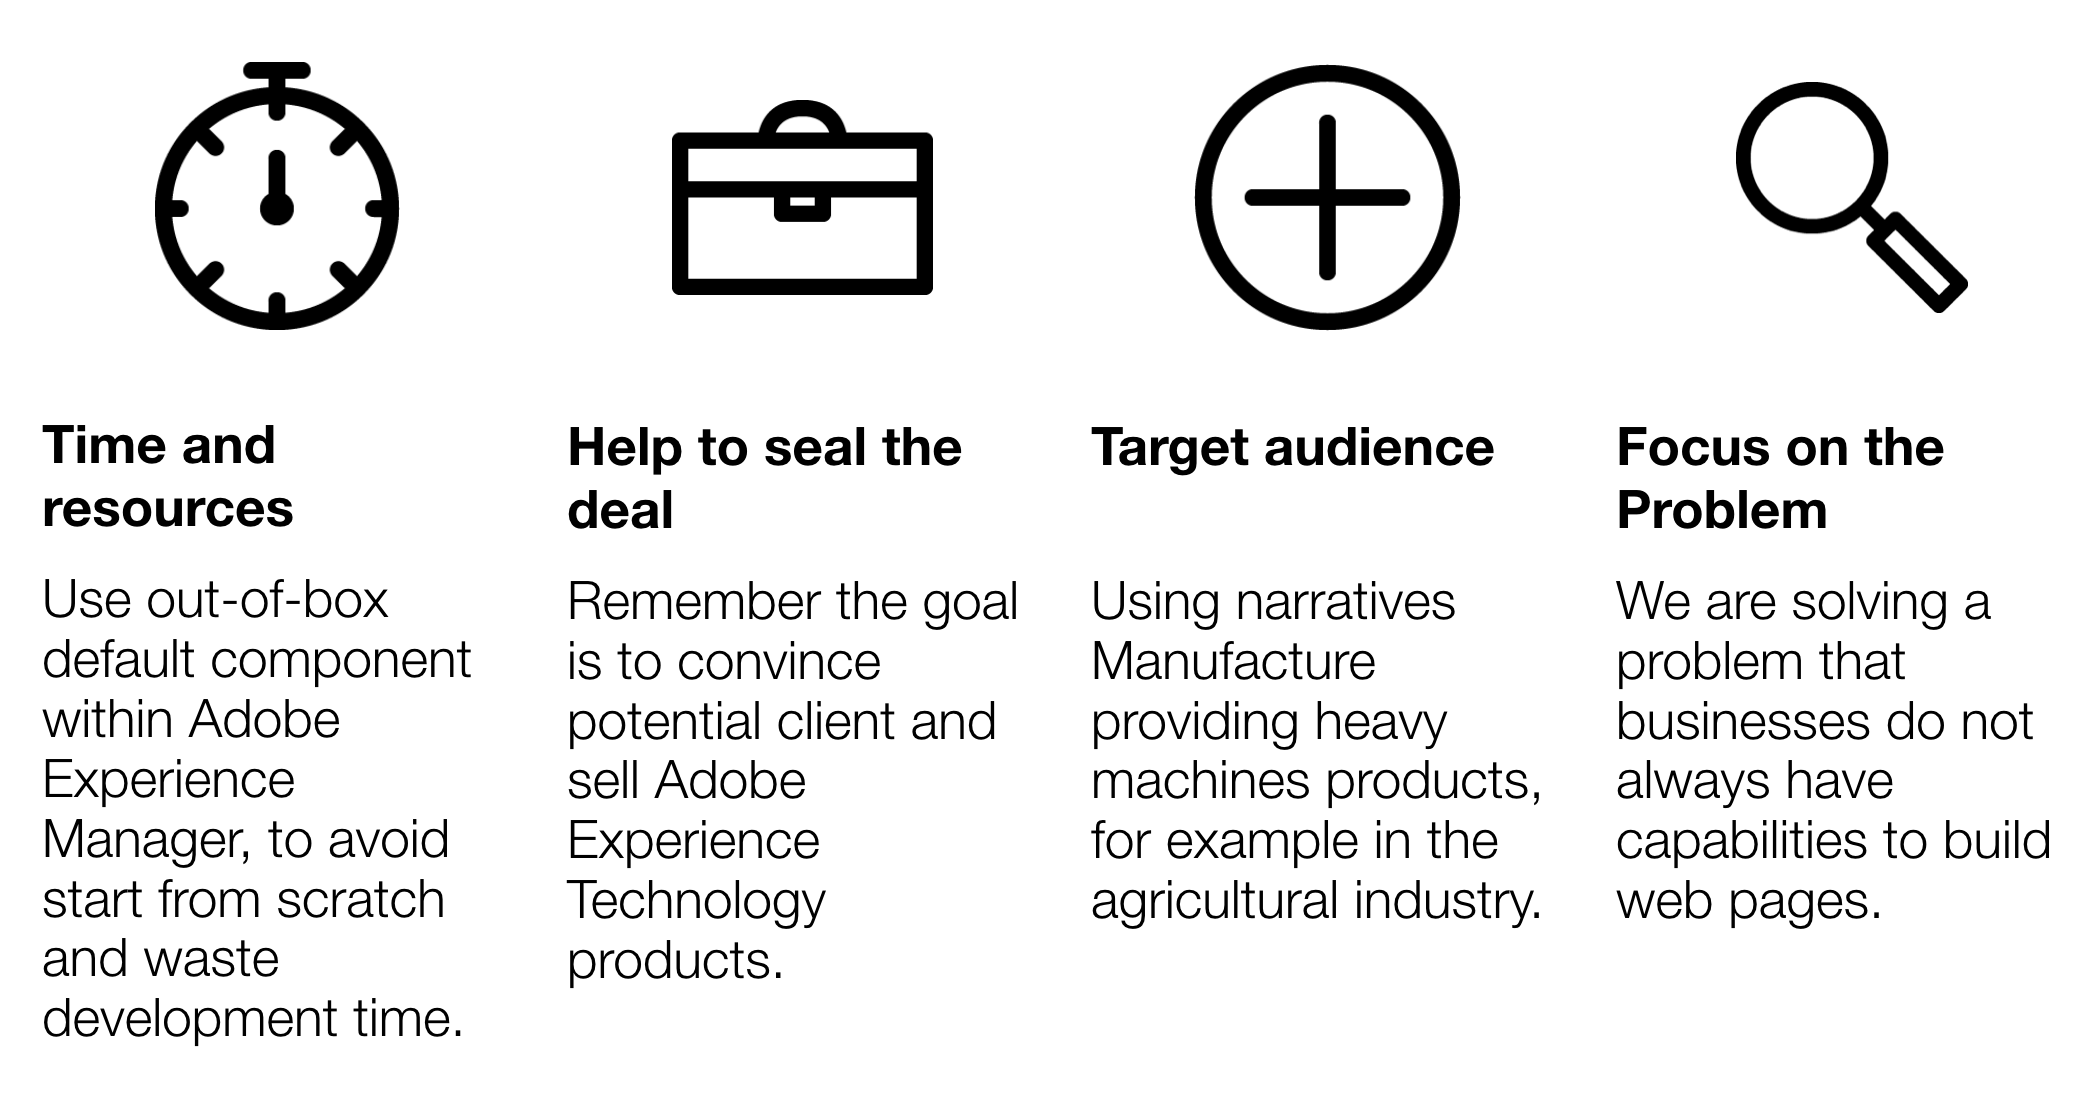 Time and
resources
Use out-of-box
default component
within Adobe
Experience
Manager, to avoid
start from scratch
and waste
development time.
Help to seal the
deal
Remember the goal
is to convince
potential client and
sell Adobe
Experience
Technology
products.
Target audience
Using narratives
Manufacture
providing heavy
machines products,
for example in the
agricultural industry.
Focus on the
Problem
We are solving a
problem that
businesses do not
always have
capabilities to build
web pages.